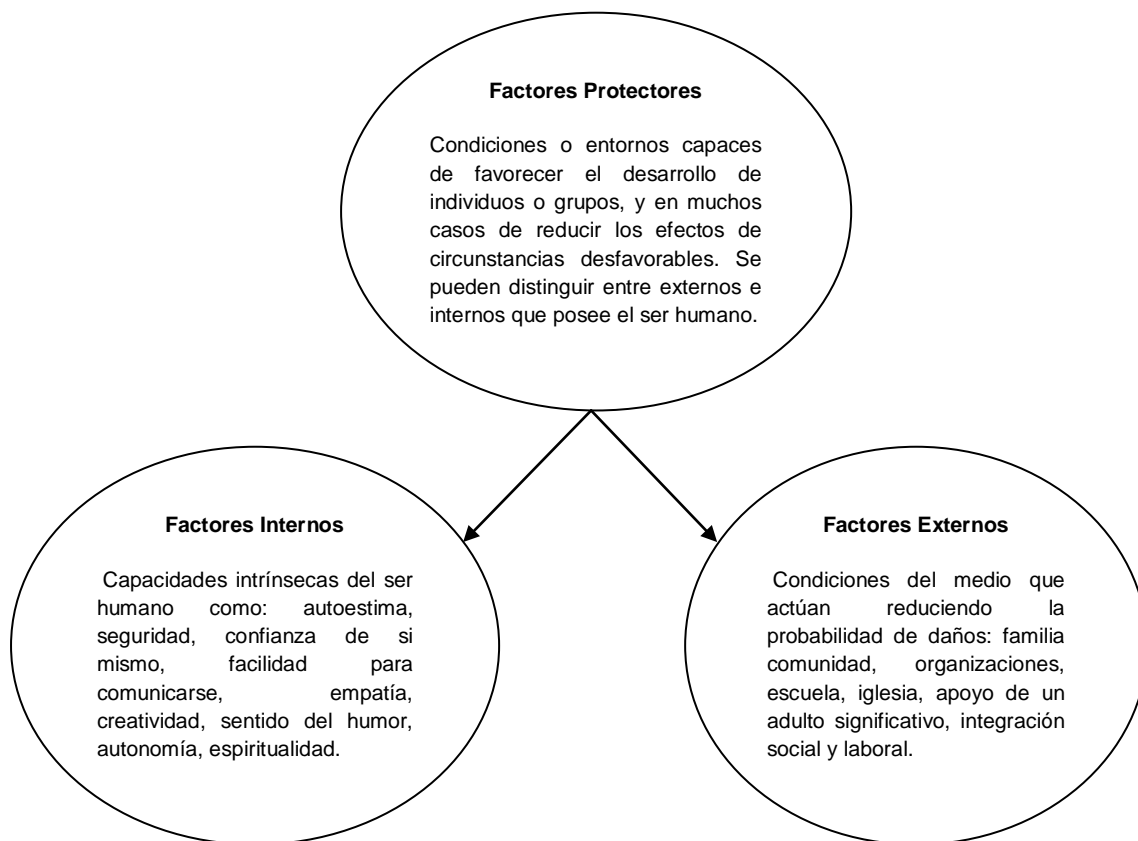 Factores Protectores
Condiciones o entornos capaces
de favorecer el desarrollo de
individuos o grupos, y en muchos
casos de reducir los efectos de
circunstancias desfavorables. Se
pueden distinguir entre externos e
internos que posee el ser humano.
Factores Internos
Capacidades intrínsecas del ser
humano como: autoestima,
seguridad, confianza de si
mismo, facilidad para
comunicarse, empatía,
creatividad, sentido del humor,
autonomía, espiritualidad.
Factores Externos
Condiciones del medio que
actúan reduciendo la
probabilidad de daños: familia
comunidad, organizaciones,
escuela, iglesia, apoyo de un
adulto significativo, integración
social y laboral.